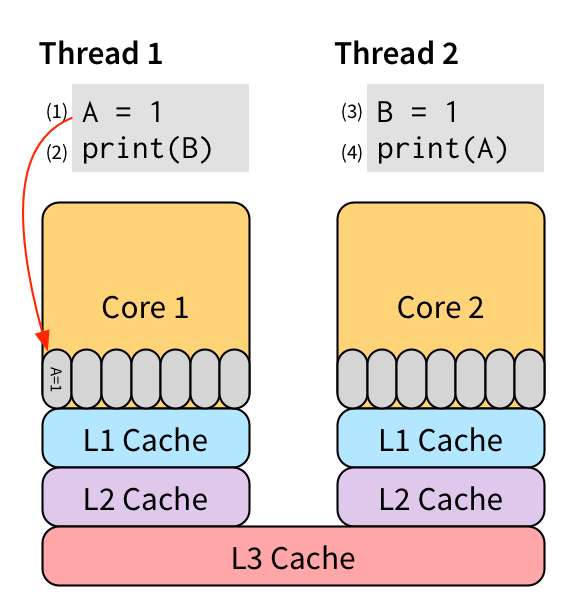 Thread 1
(1) A = 1
(2) print(B)
Thread 2
(3) B = 1
(4) print(A)
Core 1
A=1
L1 Cache
L2 Cache
Core 2
L1 Cache
L2 Cache
L3 Cache